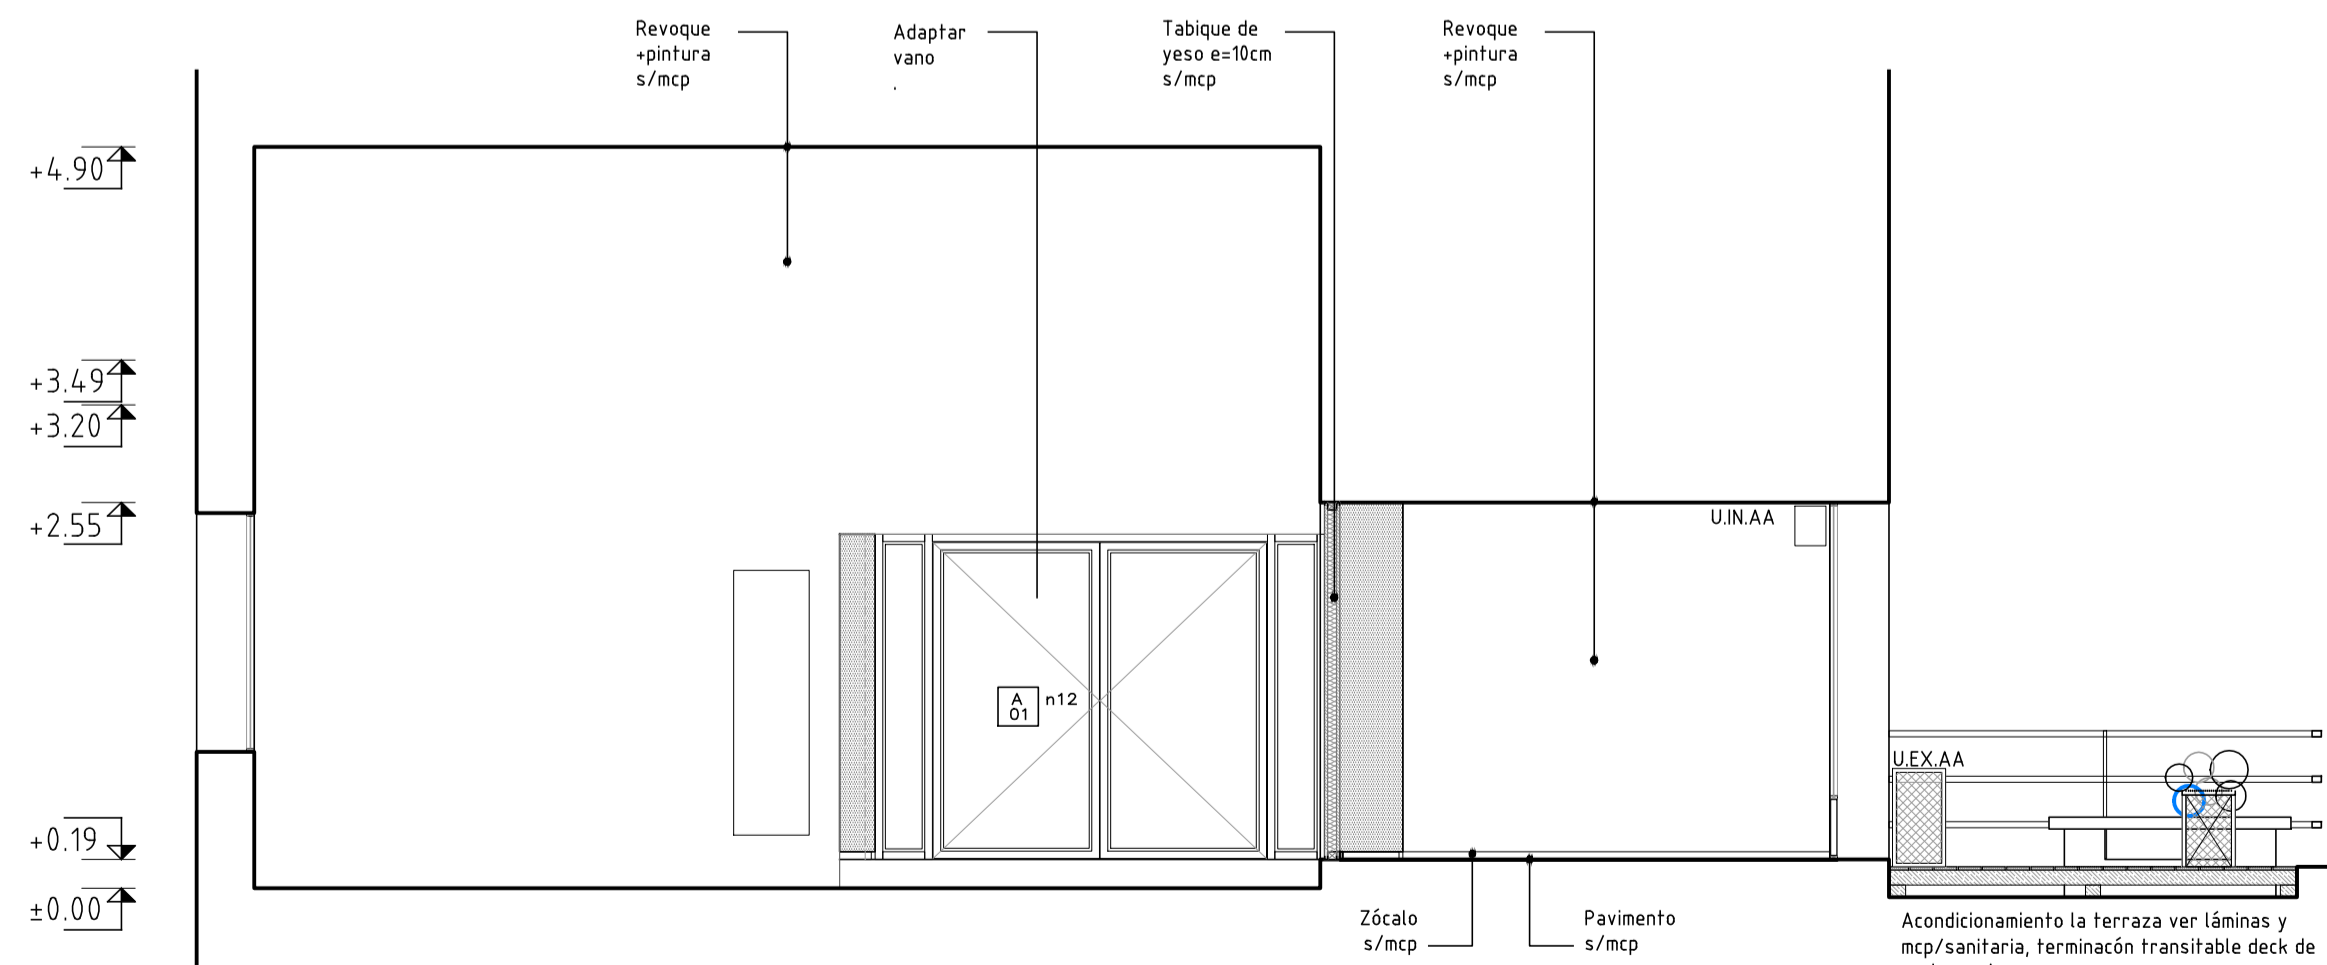 Revoque
+pintura
s/mcp
Adaptar
vano
.
Tabique de
yeso e=10cm
s/mcp
Revoque
+pintura
s/mcp
+4.90
+3.49
+3.20
+2.55
+0.19
±0.00
A
01
n12
U.IN.AA
U.EX.AA
Zócalo
s/mcp
Pavimento
s/mcp
Acondicionamiento la terraza ver láminas y
mcp/sanitaria, terminacón transitable deck de